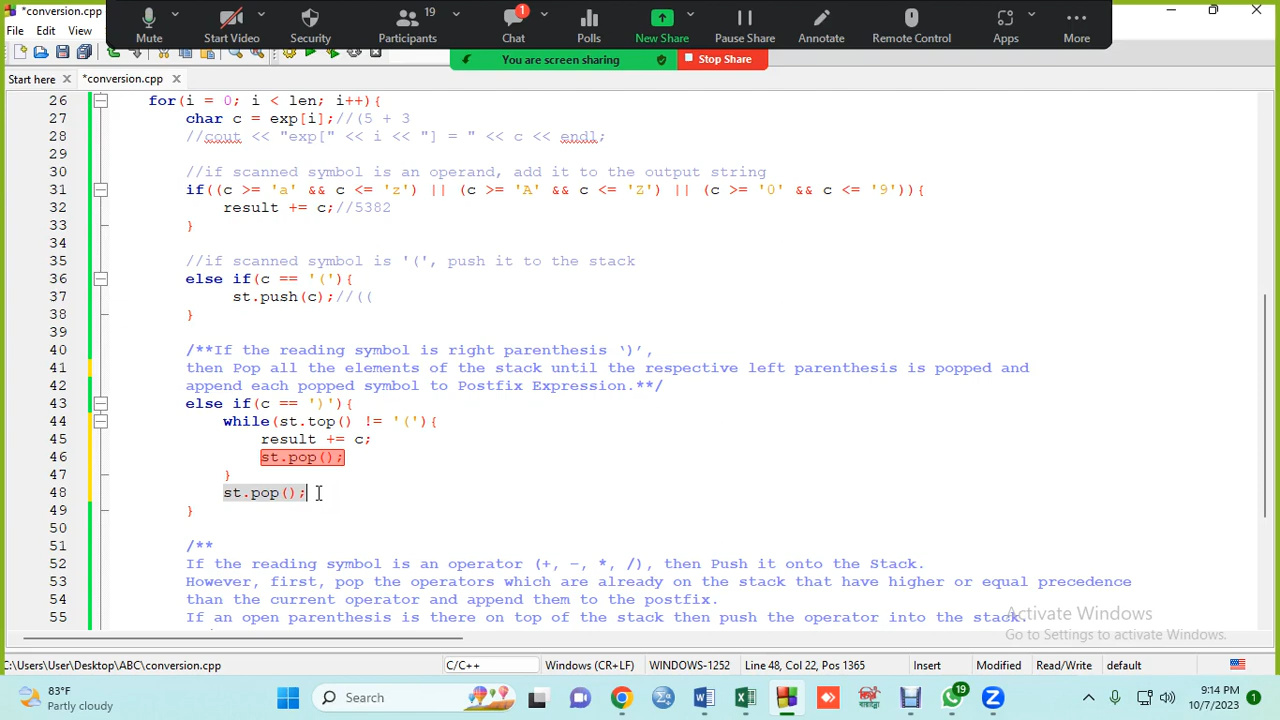 *conversion.cpp
File Edit View
Mute
Start Video
Security
19
Participants
1
Chat
Polls
New Share
Pause Share
Annotate
Remote Control
Apps
More
You are screen sharing
Stop Share
Start here
*conversion.cpp
26 for(i = 0; i < len; i++){
27 char c = exp[i];//(5 + 3
28 //cout << "exp[" << i << "] = " << c << endl;
29
30 //if scanned symbol is an operand, add it to the output string
31 if((c >= 'a' && c <= 'z') || (c >= 'A' && c <= 'Z') || (c >= '0' && c <= '9')){
32 result += c;//5382
33 }
34
35 //if scanned symbol is '(', push it to the stack
36 else if(c == '('){
37 st.push(c);//((
38 }
39
40 /**If the reading symbol is right parenthesis ‘)’,
41 then Pop all the elements of the stack until the respective left parenthesis is popped and
42 append each popped symbol to Postfix Expression.**/
43 else if(c == ')'){
44 while(st.top() != '('){
45 result += c;
46 st.pop();
47 }
48 st.pop();
49 }
50
51 /**
52 If the reading symbol is an operator (+, –, *, /), then Push it onto the Stack.
53 However, first, pop the operators which are already on the stack that have higher or equal precedence
54 than the current operator and append them to the postfix.
55 If an open parenthesis is there on top of the stack then push the operator into the stack.
Activate Windows
Go to Settings to activate Windows.
C:\Users\User\Desktop\ABC\conversion.cpp
C/C++
Windows (CR+LF)
WINDOWS-1252
Line 48, Col 22, Pos 1365
Insert
Modified
Read/Write
default
83°F
Partly cloudy
Search
19
9:14 PM
10/7/2023
1